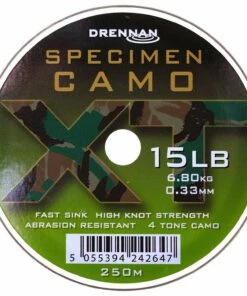 DRENNAN
SPECIMEN
CAMO
XT
15LB
6.80KG
0.33MM
FAST SINK HIGH KNOT STRENGTH
ABRASION RESISTANT 4 TONE CAMO
5 055394 242647
250M